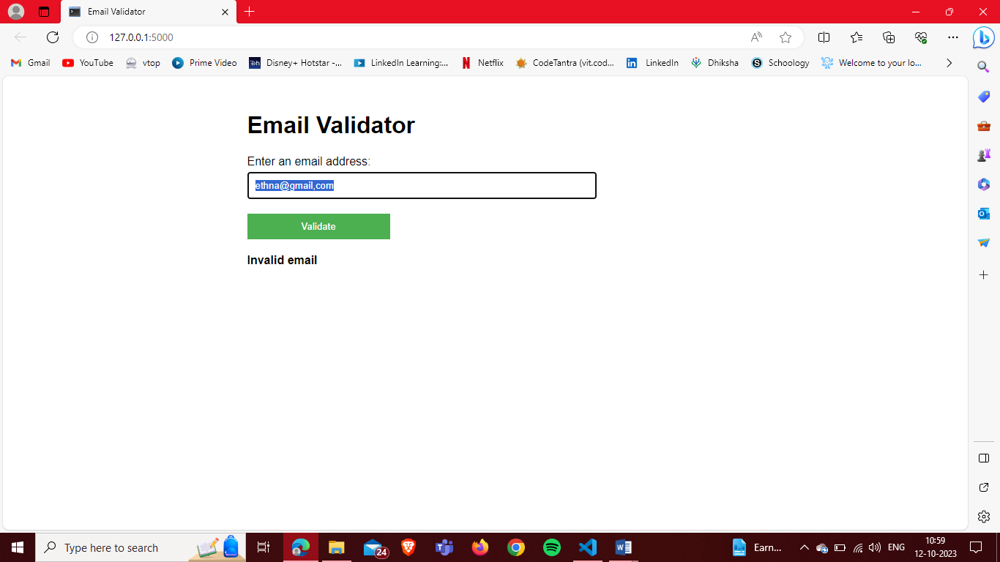 Email Validator
127.0.0.1:5000
Gmail
YouTube
vtop
Prime Video
Disney+ Hotstar -...
LinkedIn Learning:...
Netflix
CodeTantra (vit.cod...
LinkedIn
Dhiksha
Schoology
Welcome to your lo...
Email Validator
Enter an email address:
ethna@gmail,com
Validate
Invalid email
Type here to search
24
Earn...
ENG
10:59
12-10-2023